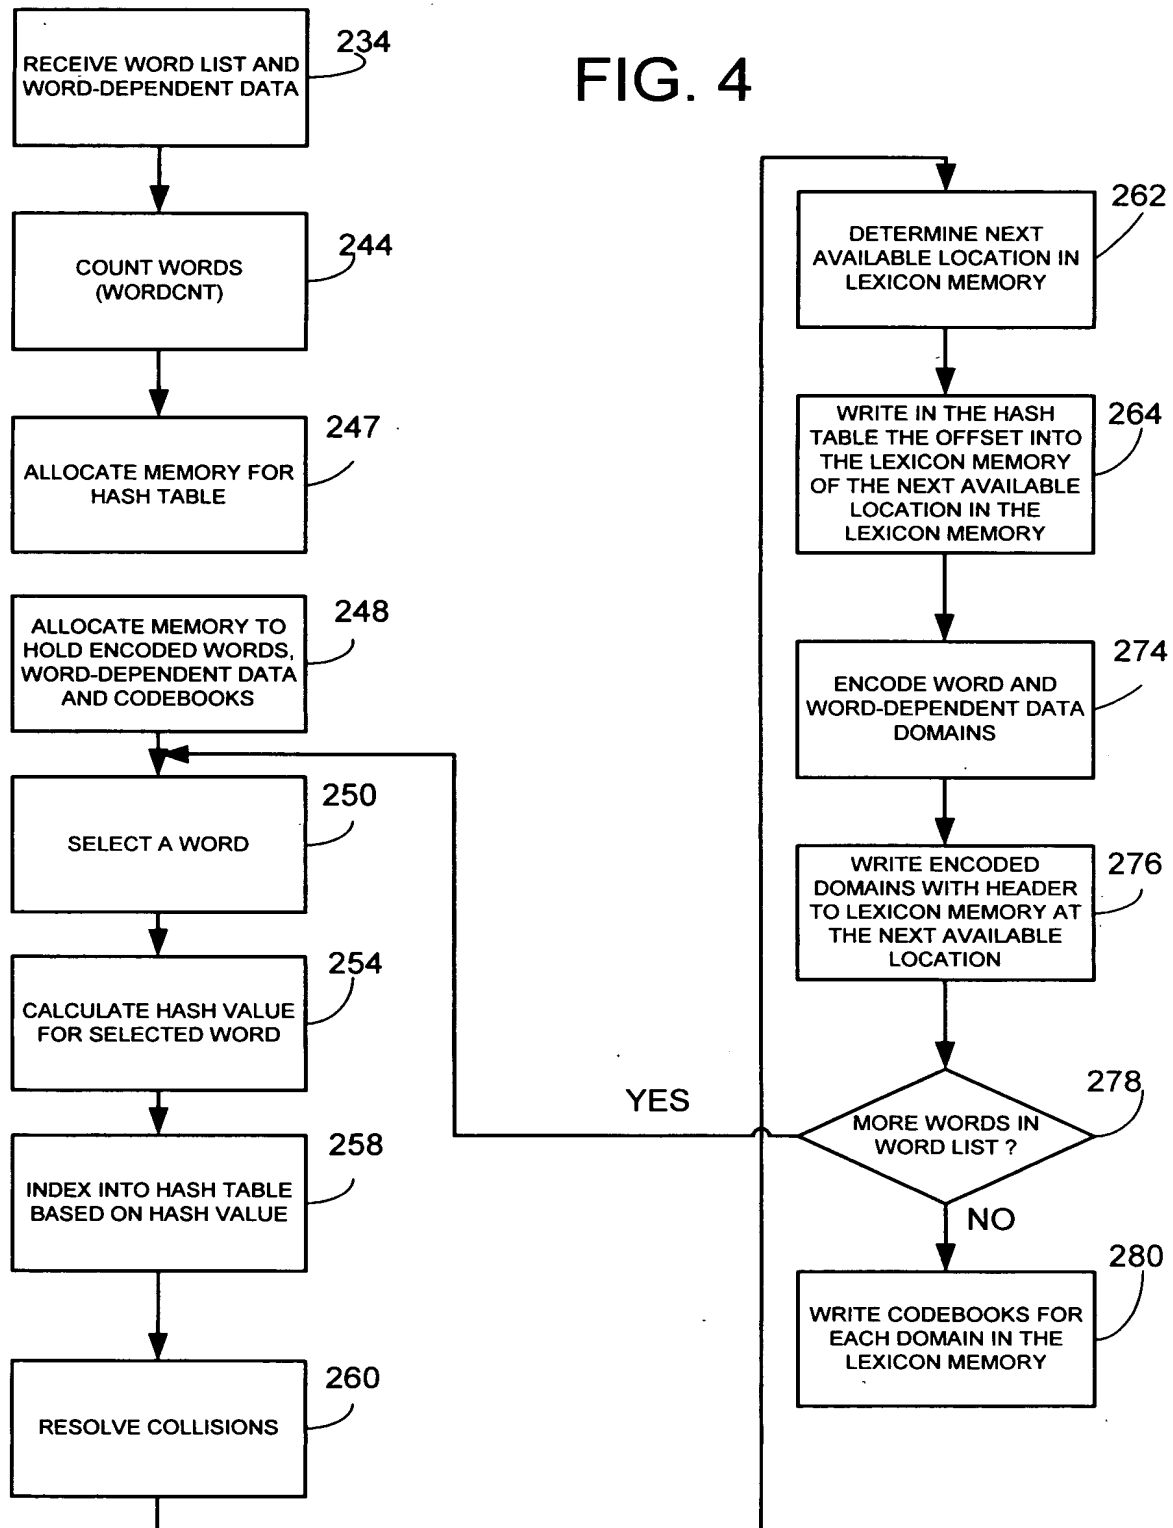 FIG. 4
RECEIVE WORD LIST AND
WORD-DEPENDENT DATA
234
COUNT WORDS
(WORDCNT)
244
ALLOCATE MEMORY FOR
HASH TABLE
247
ALLOCATE MEMORY TO
HOLD ENCODED WORDS,
WORD-DEPENDENT DATA
AND CODEBOOKS
248
SELECT A WORD
250
CALCULATE HASH VALUE
FOR SELECTED WORD
254
INDEX INTO HASH TABLE
BASED ON HASH VALUE
258
RESOLVE COLLISIONS
260
DETERMINE NEXT
AVAILABLE LOCATION IN
LEXICON MEMORY
262
WRITE IN THE HASH
TABLE THE OFFSET INTO
THE LEXICON MEMORY
OF THE NEXT AVAILABLE
LOCATION IN THE
LEXICON MEMORY
264
ENCODE WORD AND
WORD-DEPENDENT DATA
DOMAINS
274
WRITE ENCODED
DOMAINS WITH HEADER
TO LEXICON MEMORY AT
THE NEXT AVAILABLE
LOCATION
276
MORE WORDS IN
WORD LIST ?
278
YES
NO
WRITE CODEBOOKS FOR
EACH DOMAIN IN THE
LEXICON MEMORY
280